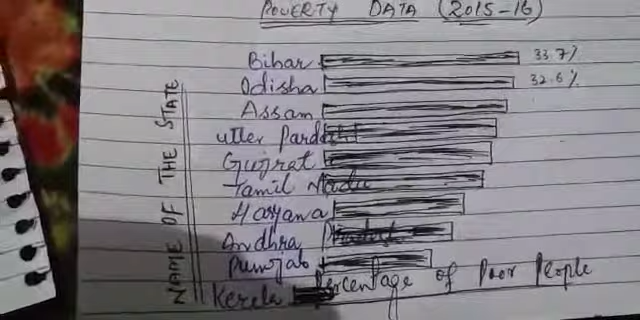 POVERTY DATA (2015-16)
Bihar 33.7%
Odisha 32.6%
Assam
utter Pardesh
Gujrat
Tamil Nadu
Haryana
Andhra Pradesh
Punjab
Kerela
Percentage of Poor People
NAME OF THE STATE